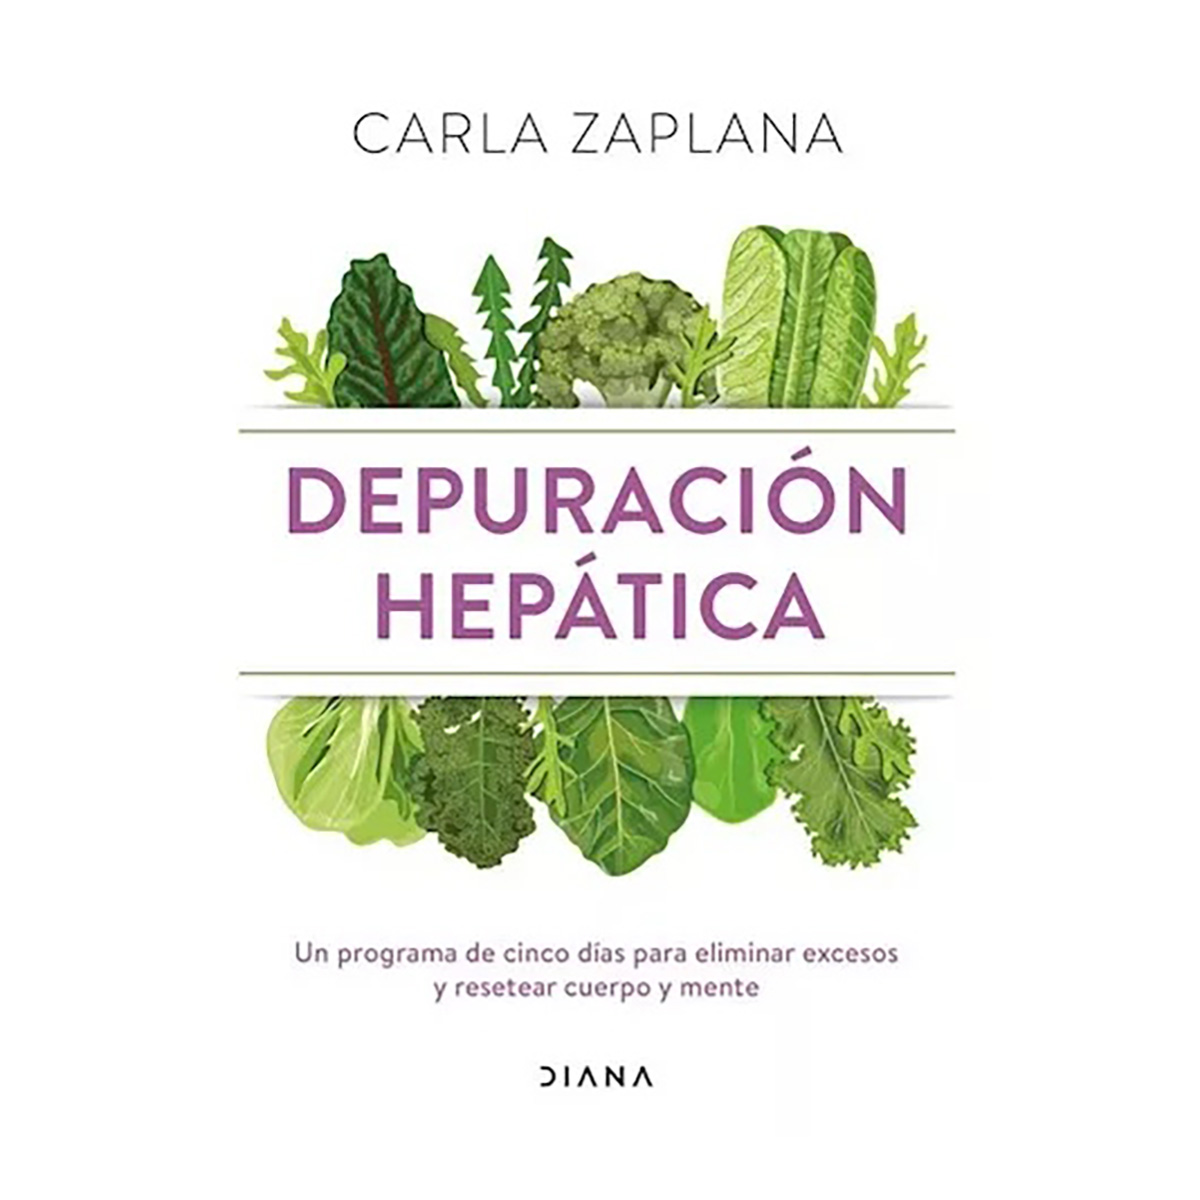 CARLA ZAPLANA
DEPURACIÓN
HEPÁTICA
Un programa de cinco días para eliminar excesos
y resetear cuerpo y mente
DIANA